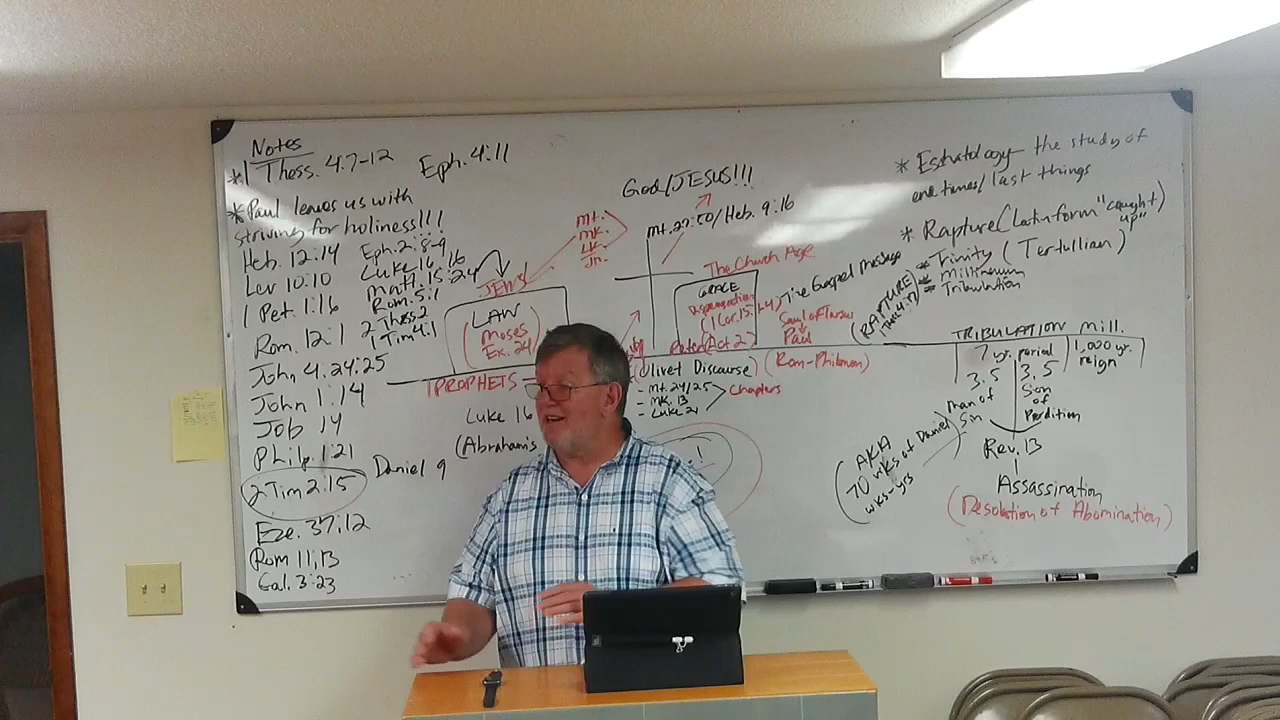 Notes
*1 Thess. 4:7-12
Eph. 4:11
*Paul leaves us with
striving for holiness!!!
Heb. 12:14
Lev 10:10
1 Pet. 1:16
Rom. 12:1
John 4:24:25
John 1:14
Job 14
Philp. 1:21
2 Tim 2:15
Daniel 9
Eze. 37:12
Rom 11,13
Gal. 3:23
Eph. 2:8-9
Luke 16:16
Matt. 15:24
Rom. 5:1
2 Thess. 2
1 Tim 4:1
JEWS
LAW
(Moses
Ex. 24)
PROPHETS
Luke 16
(Abraham's
Mt.
Mk.
Lk.
Jn.
God/JESUS!!!
Mt. 27:50/Heb. 9:16
The Church Age
GRACE
Dispensation
(1 Cor. 15:1-4)
Peter (Act 2)
The Gospel Message
Saul of Tarsus
Paul
(Rom-Philmon)
(Olivet Discourse)
- Mt. 24/25
- Mk. 13
- Luke 21
Chapters
(RAPTURE)
* Eschatology - the study of
end times/last things
* Rapture (Latin form "caught
up"
* Trinity (Tertullian)
* Millinnum
* Tribulation
TRIBULATION
Mill.
7 yr. period
3.5
3.5
Man of
Sin
Son
of
Perdition
1,000 yr.
reign
Rev. 13
Assassination
(Desolation of Abomination)
(AKA
70 wks of Daniel)
wks-yrs